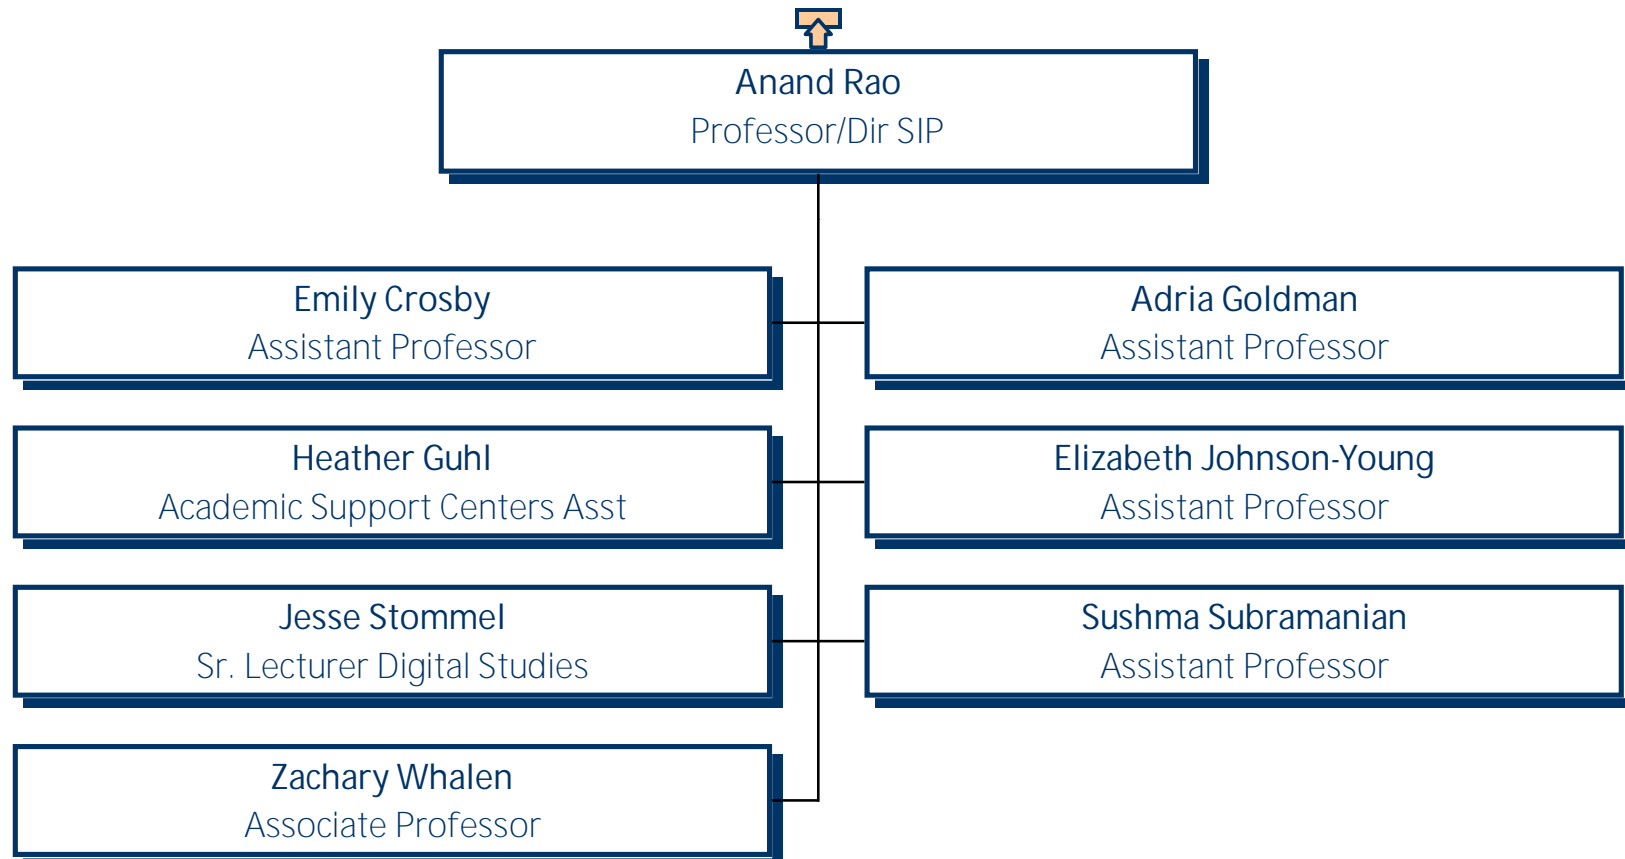 Anand Rao
Professor/Dir SIP
Emily Crosby
Assistant Professor
Adria Goldman
Assistant Professor
Heather Guhl
Academic Support Centers Asst
Elizabeth Johnson-Young
Assistant Professor
Jesse Stommel
Sr. Lecturer Digital Studies
Sushma Subramanian
Assistant Professor
Zachary Whalen
Associate Professor